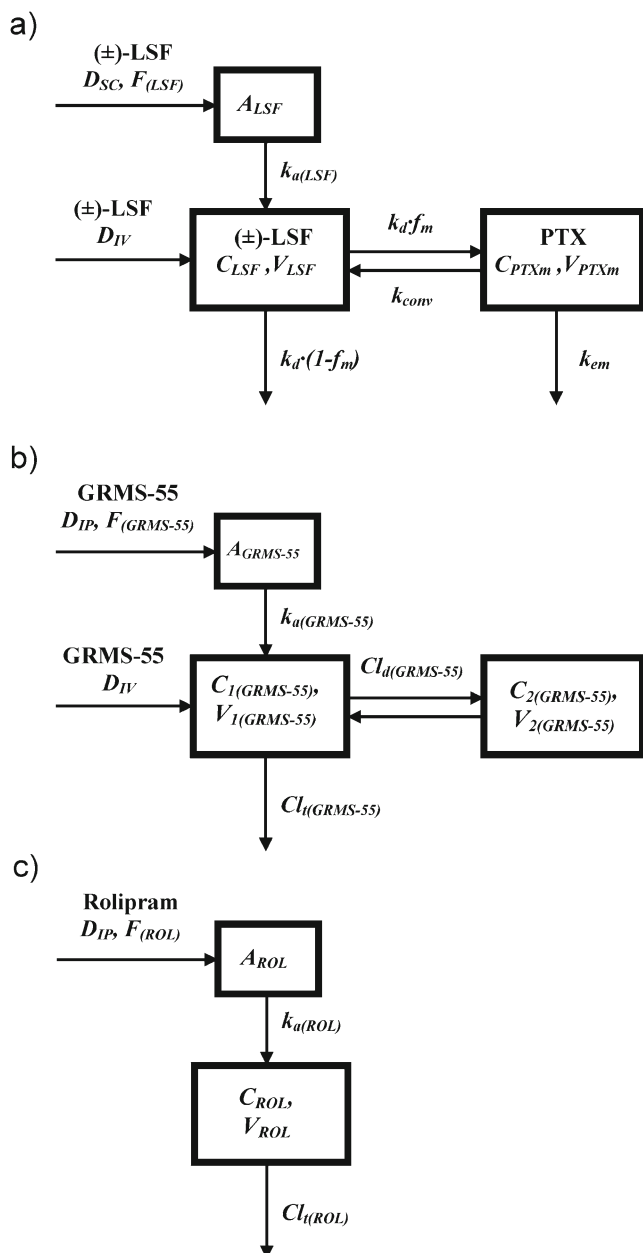 a)
(±)-LSF
D_SC, F_(LSF)
A_LSF
k_a(LSF)
(±)-LSF
D_IV
(±)-LSF
C_LSF ,V_LSF
k_d·f_m
k_conv
PTX
C_PTXm ,V_PTXm
k_d·(1-f_m)
k_em
b)
GRMS-55
D_IP, F_(GRMS-55)
A_GRMS-55
k_a(GRMS-55)
GRMS-55
D_IV
C_1(GRMS-55),
V_1(GRMS-55)
Cl_d(GRMS-55)
C_2(GRMS-55),
V_2(GRMS-55)
Cl_t(GRMS-55)
c)
Rolipram
D_IP, F_(ROL)
A_ROL
k_a(ROL)
C_ROL,
V_ROL
Cl_t(ROL)